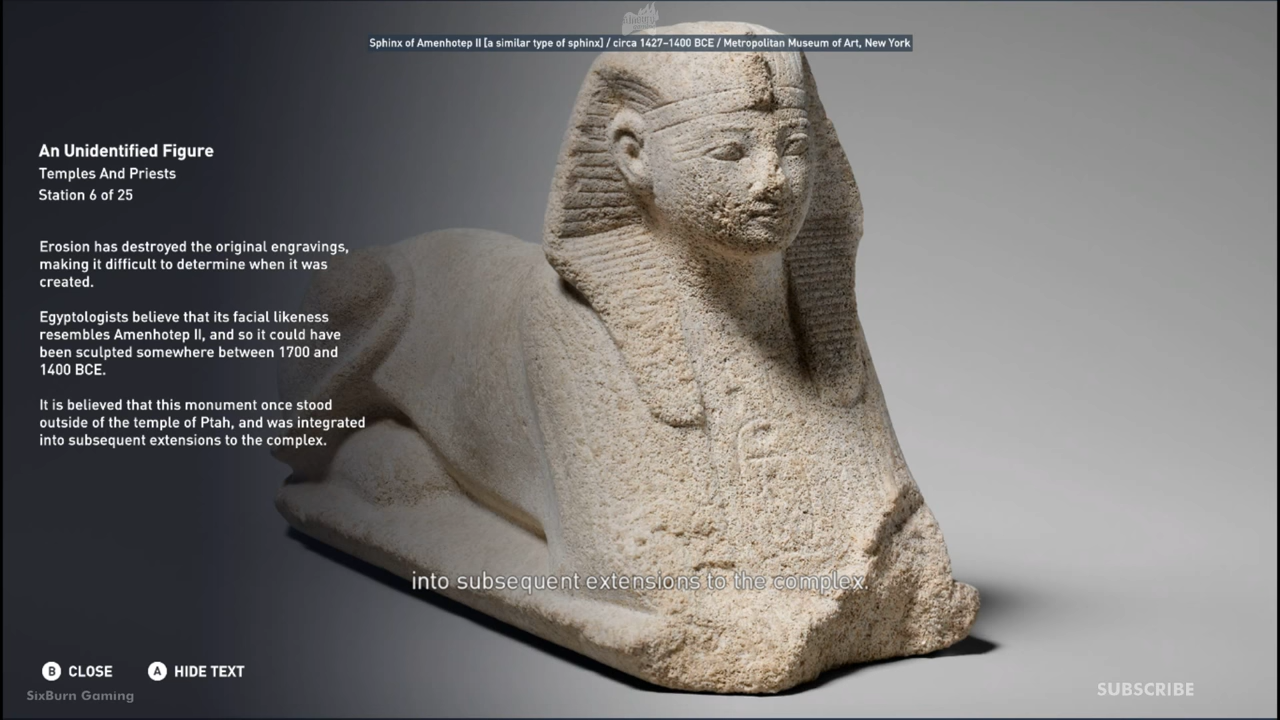 Sphinx of Amenhotep II [a similar type of sphinx] / circa 1427–1400 BCE / Metropolitan Museum of Art, New York
An Unidentified Figure
Temples And Priests
Station 6 of 25
Erosion has destroyed the original engravings,
making it difficult to determine when it was
created.
Egyptologists believe that its facial likeness
resembles Amenhotep II, and so it could have
been sculpted somewhere between 1700 and
1400 BCE.
It is believed that this monument once stood
outside of the temple of Ptah, and was integrated
into subsequent extensions to the complex.
into subsequent extensions to the complex.
B CLOSE A HIDE TEXT
SixBurn Gaming
SUBSCRIBE